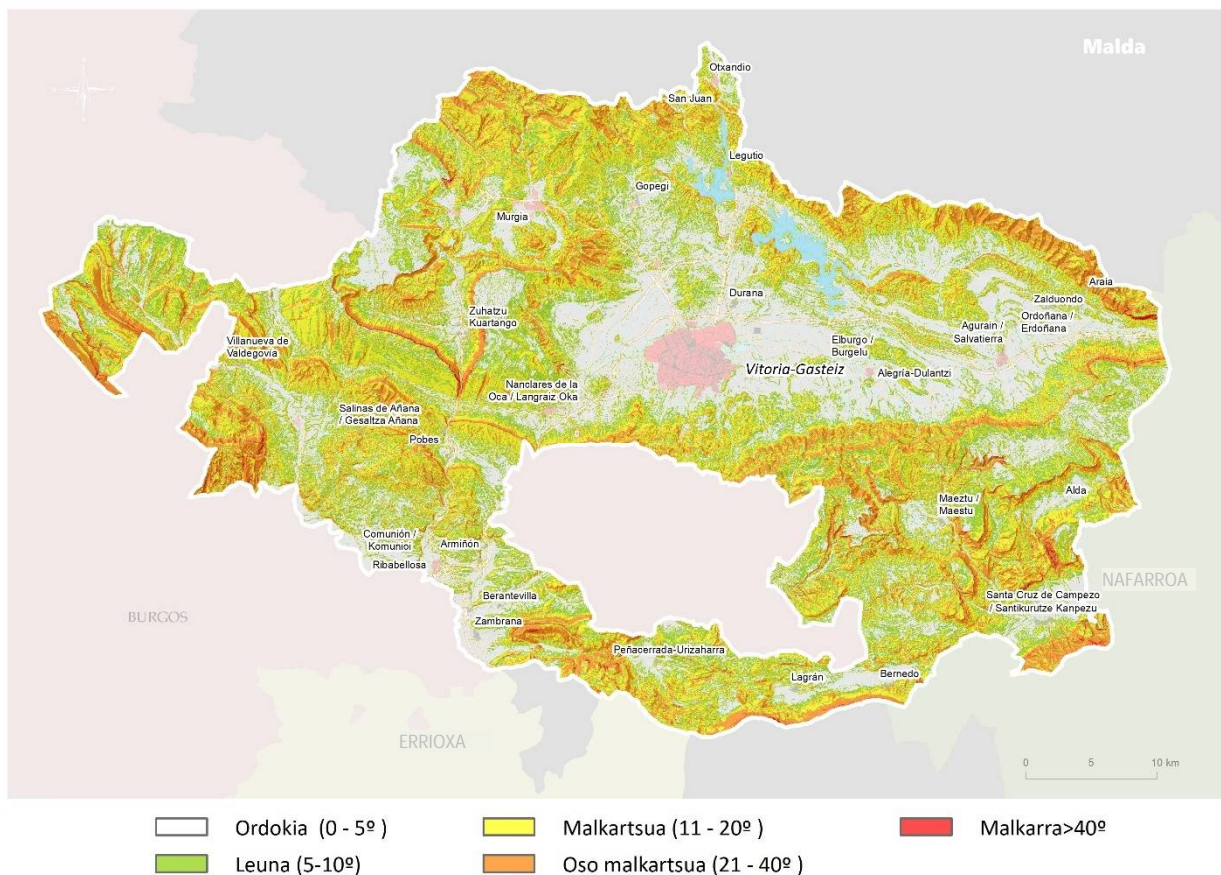 Malda
Otxandio
San Juan
Legutio
Gopegi
Murgia
Durana
Araia
Zalduondo
Zuhatzu
Kuartango
Ordoñana /
Erdoñana
Agurain /
Salvatierra
Villanueva de
Valdegovía
Elburgo /
Burgelu
Vitoria-Gasteiz
Alegría-Dulantzi
Nanclares de la
Oca / Langraiz Oka
Salinas de Añana
/ Gesaltza Añana
Pobes
Alda
Maeztu /
Maestu
Comunión /
Komunioi
Armiñón
Ribabellosa
NAFARROA
Berantevilla
Santa Cruz de Campezo
/ Santikurutze Kanpezu
BURGOS
Zambrana
Peñacerrada-Urizaharra
Lagrán
Bernedo
ERRIOXA
0 5 10 km
Ordokia (0 - 5º )
Malkartsua (11 - 20º )
Malkarra>40º
Leuna (5-10º)
Oso malkartsua (21 - 40º )